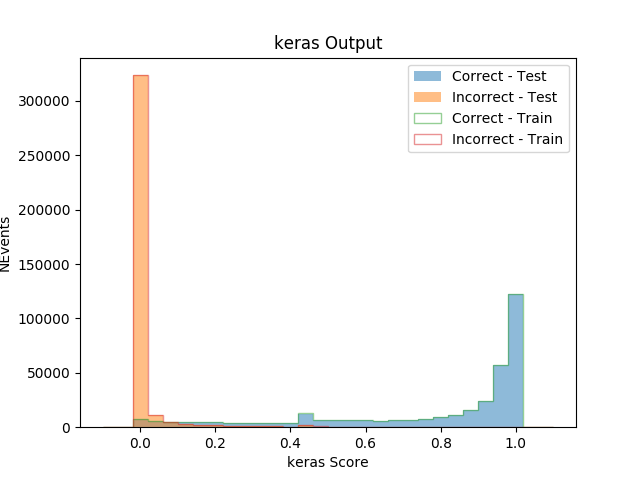 keras Output
Correct - Test
Incorrect - Test
Correct - Train
Incorrect - Train
300000
250000
200000
150000
100000
50000
0
NEvents
0.0 0.2 0.4 0.6 0.8 1.0
keras Score